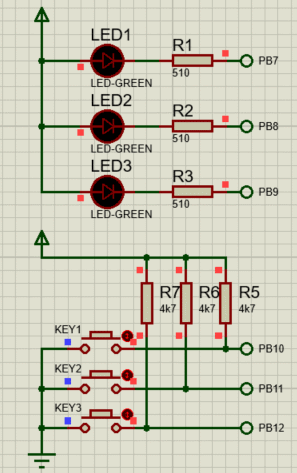 LED1
R1
PB7
LED-GREEN
510
LED2
R2
PB8
LED-GREEN
510
LED3
R3
PB9
LED-GREEN
510
R7
R6
R5
4k7
4k7
4k7
KEY1
PB10
KEY2
PB11
KEY3
PB12